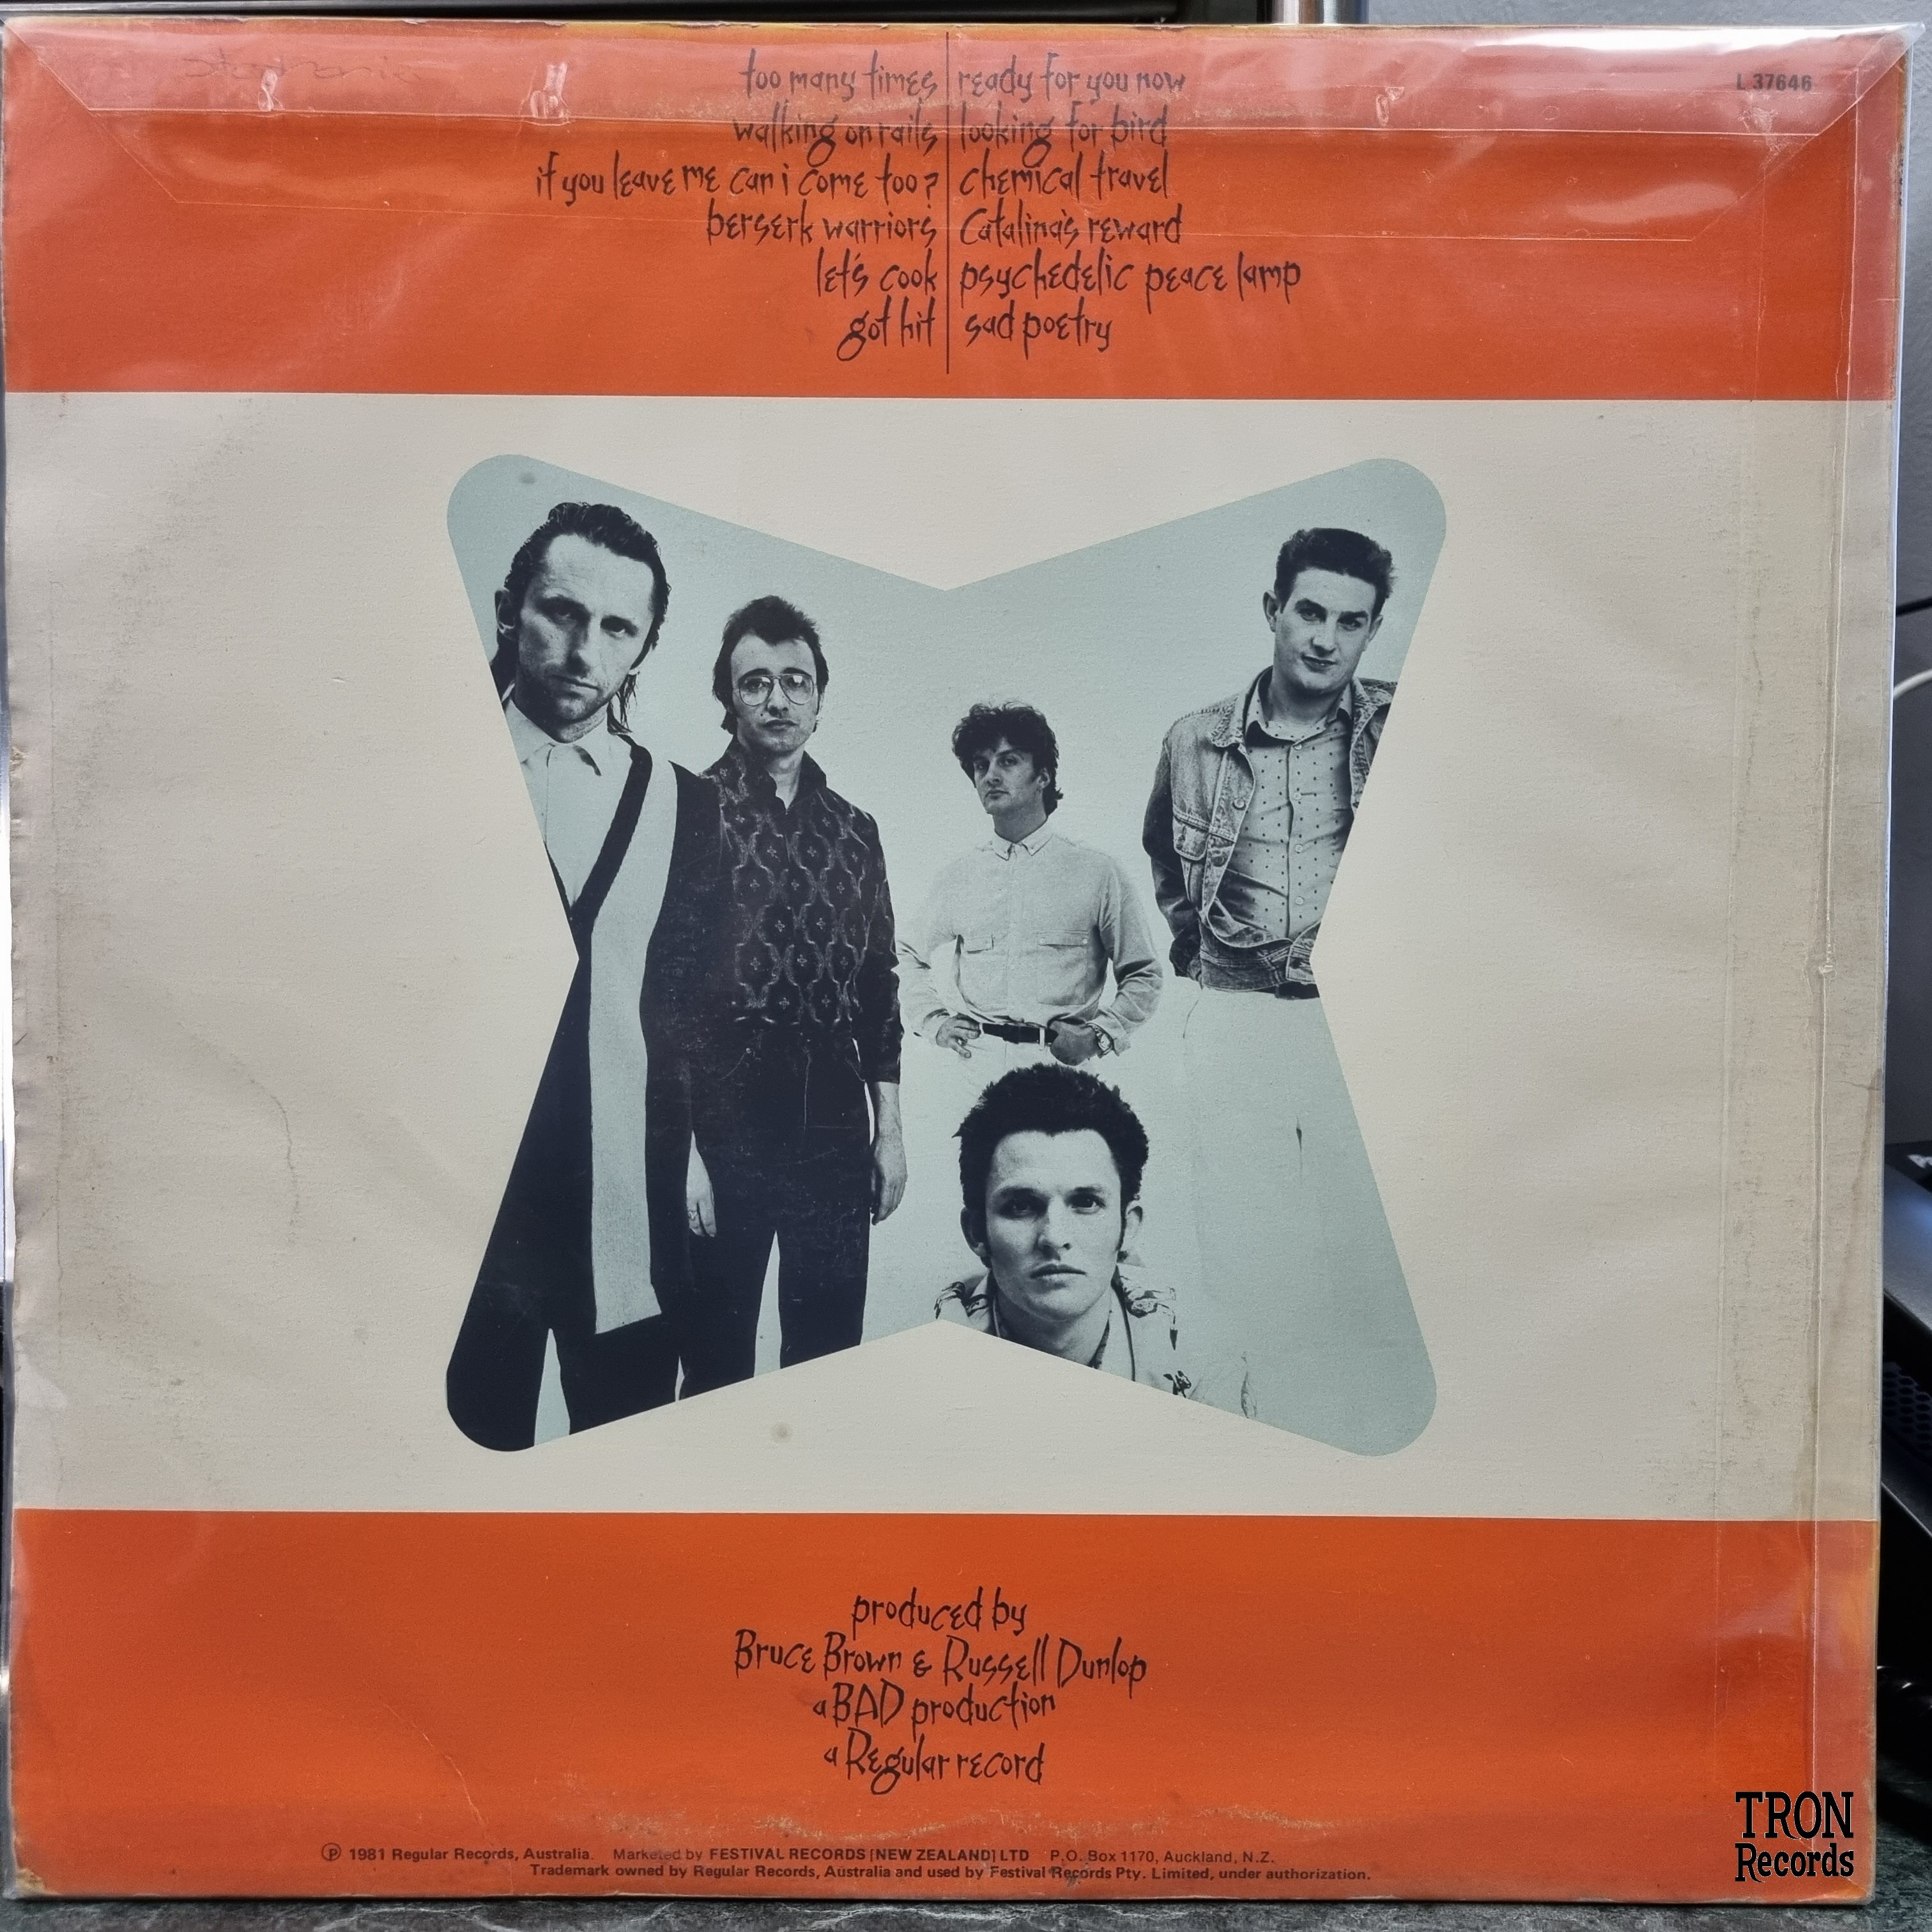 too many times | ready for you now
walking on rails | looking for bird
if you leave me can i come too? | chemical travel
berserk warriors | Catalina's reward
let's cook | psychedelic peace lamp
got hit | sad poetry
L 37646
produced by
Bruce Brown & Russell Dunlop
a BAD production
a Regular record
℗ 1981 Regular Records, Australia. Marketed by FESTIVAL RECORDS [NEW ZEALAND] LTD P.O. Box 1170, Auckland, N.Z.
Trademark owned by Regular Records, Australia and used by Festival Records Pty. Limited, under authorization.
TRON
Records